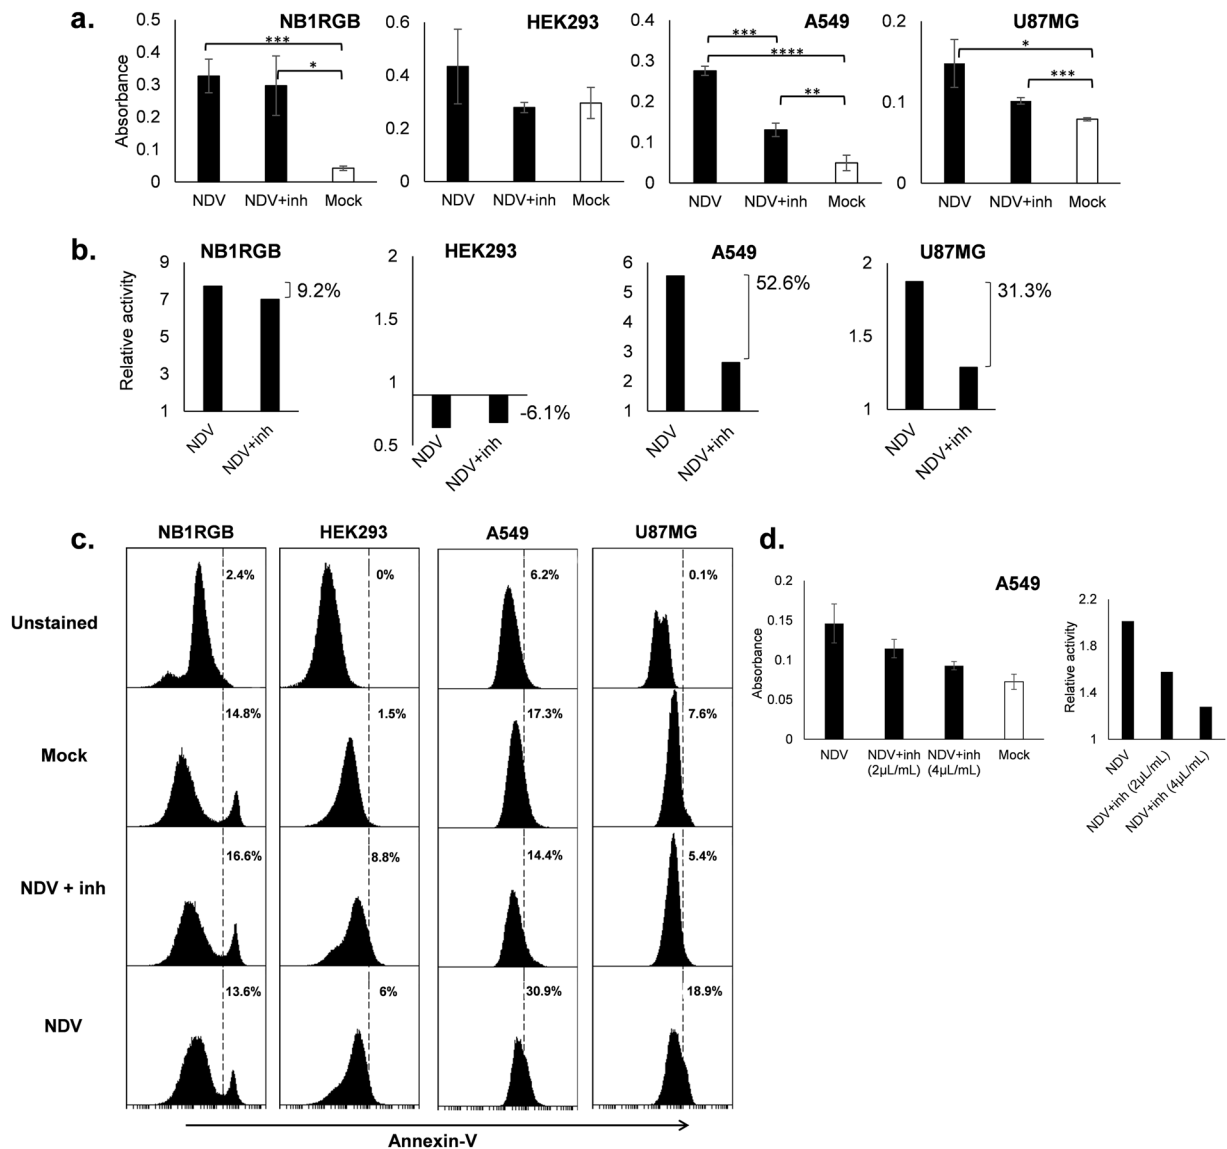 a.
NB1RGB
HEK293
A549
U87MG
Absorbance
0.5
0.4
0.3
0.2
0.1
0
***
*
NDV
NDV+inh
Mock
0.6
0.4
0.2
0
NDV
NDV+inh
Mock
0.4
0.3
0.2
0.1
0
***
****
**
NDV
NDV+inh
Mock
0.2
0.1
0
*
***
NDV
NDV+inh
Mock
b.
NB1RGB
HEK293
A549
U87MG
Relative activity
9
7
5
3
1
9.2%
NDV
NDV+inh
2
1.5
1
0.5
-6.1%
NDV
NDV+inh
6
5
4
3
2
1
52.6%
NDV
NDV+inh
2
1.5
1
31.3%
NDV
NDV+inh
c.
NB1RGB
HEK293
A549
U87MG
Unstained
2.4%
0%
6.2%
0.1%
Mock
14.8%
1.5%
17.3%
7.6%
NDV + inh
16.6%
8.8%
14.4%
5.4%
NDV
13.6%
6%
30.9%
18.9%
Annexin-V
d.
A549
Absorbance
0.2
0.15
0.1
0.05
0
NDV
NDV+inh
(2µL/mL)
NDV+inh
(4µL/mL)
Mock
Relative activity
2.2
1.8
1.4
1
NDV
NDV+inh (2µL/mL)
NDV+inh (4µL/mL)